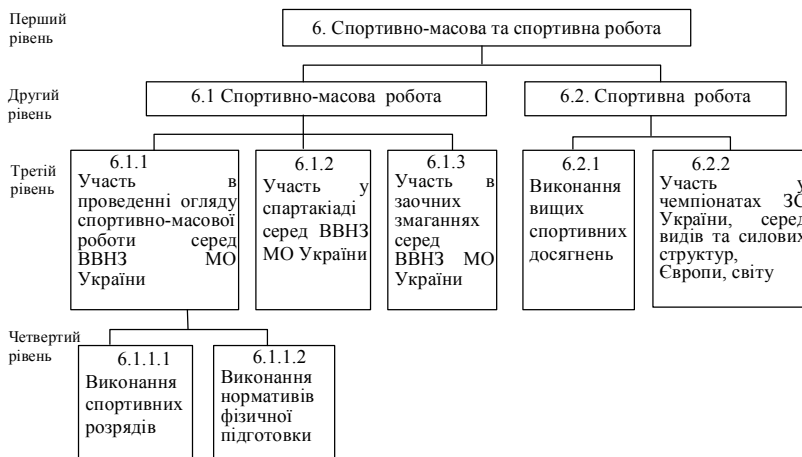 Перший
рівень
6. Спортивно-масова та спортивна робота
Другий
рівень
6.1 Спортивно-масова робота
6.2. Спортивна робота
Третій
рівень
6.1.1
Участь в
проведенні огляду
спортивно-масової
роботи серед
ВВНЗ МО
України
6.1.2
Участь у
спартакіаді
серед ВВНЗ
МО України
6.1.3
Участь в
заочних
змаганнях
серед
ВВНЗ МО
України
6.2.1
Виконання
вищих
спортивних
досягнень
6.2.2
Участь у
чемпіонатах ЗС
України, серед
видів та силових
структур,
Європи, світу
Четвертий
рівень
6.1.1.1
Виконання
спортивних
розрядів
6.1.1.2
Виконання
нормативів
фізичної
підготовки